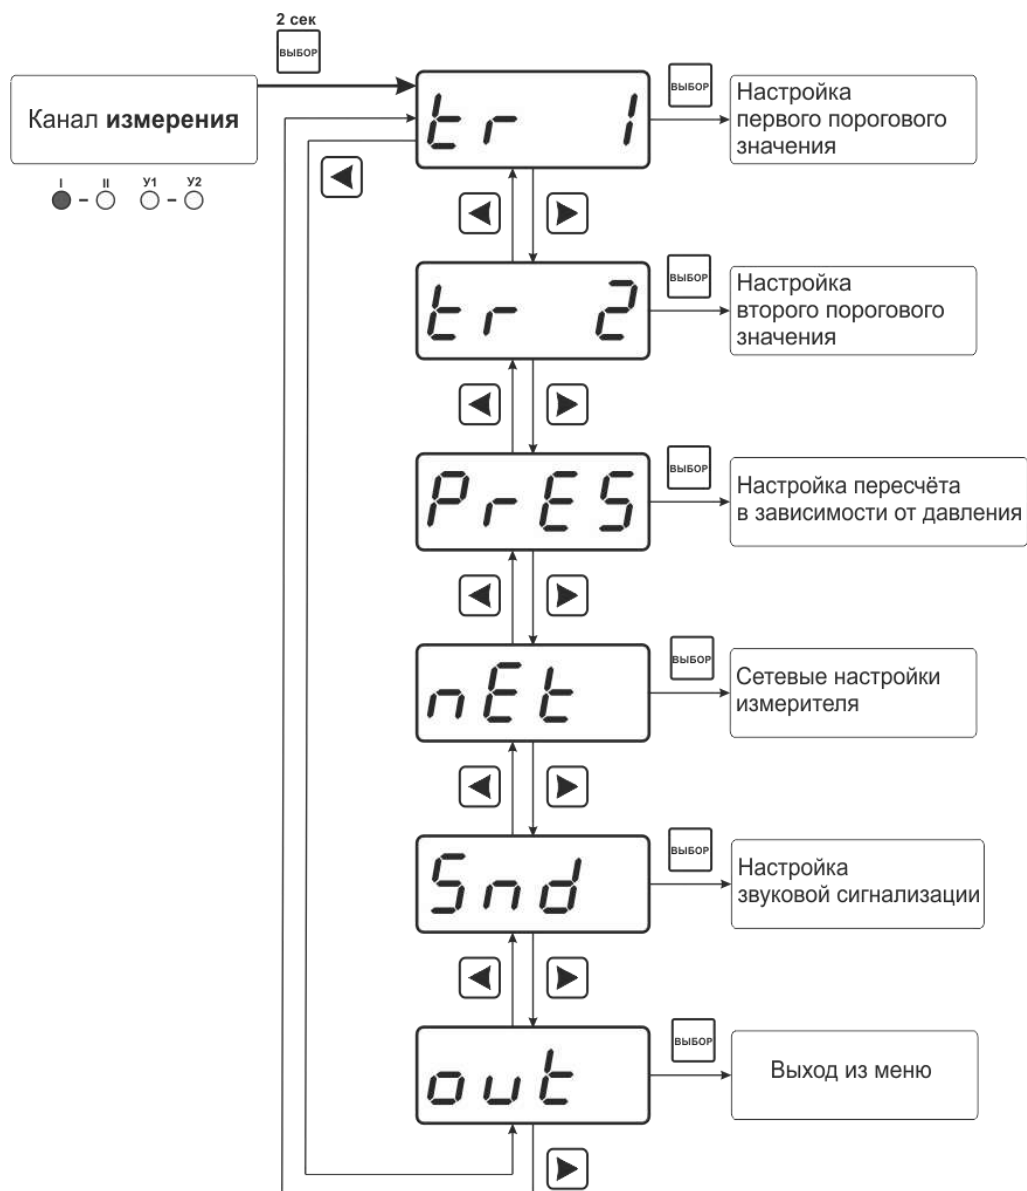 2 сек
ВЫБОР
Канал измерения
I II У1 У2
tr 1
ВЫБОР
Настройка
первого порогового
значения
tr 2
ВЫБОР
Настройка
второго порогового
значения
PrES
ВЫБОР
Настройка пересчёта
в зависимости от давления
nEt
ВЫБОР
Сетевые настройки
измерителя
Snd
ВЫБОР
Настройка
звуковой сигнализации
out
ВЫБОР
Выход из меню